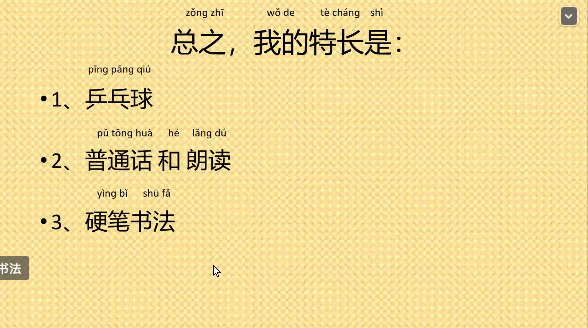 zǒng zhī wǒ de tè cháng shì
总之，我的特长是：
pīng pāng qiú
• 1、乒乓球
pǔ tōng huà hé lǎng dú
• 2、普通话 和 朗读
yìng bǐ shū fǎ
• 3、硬笔书法
书法